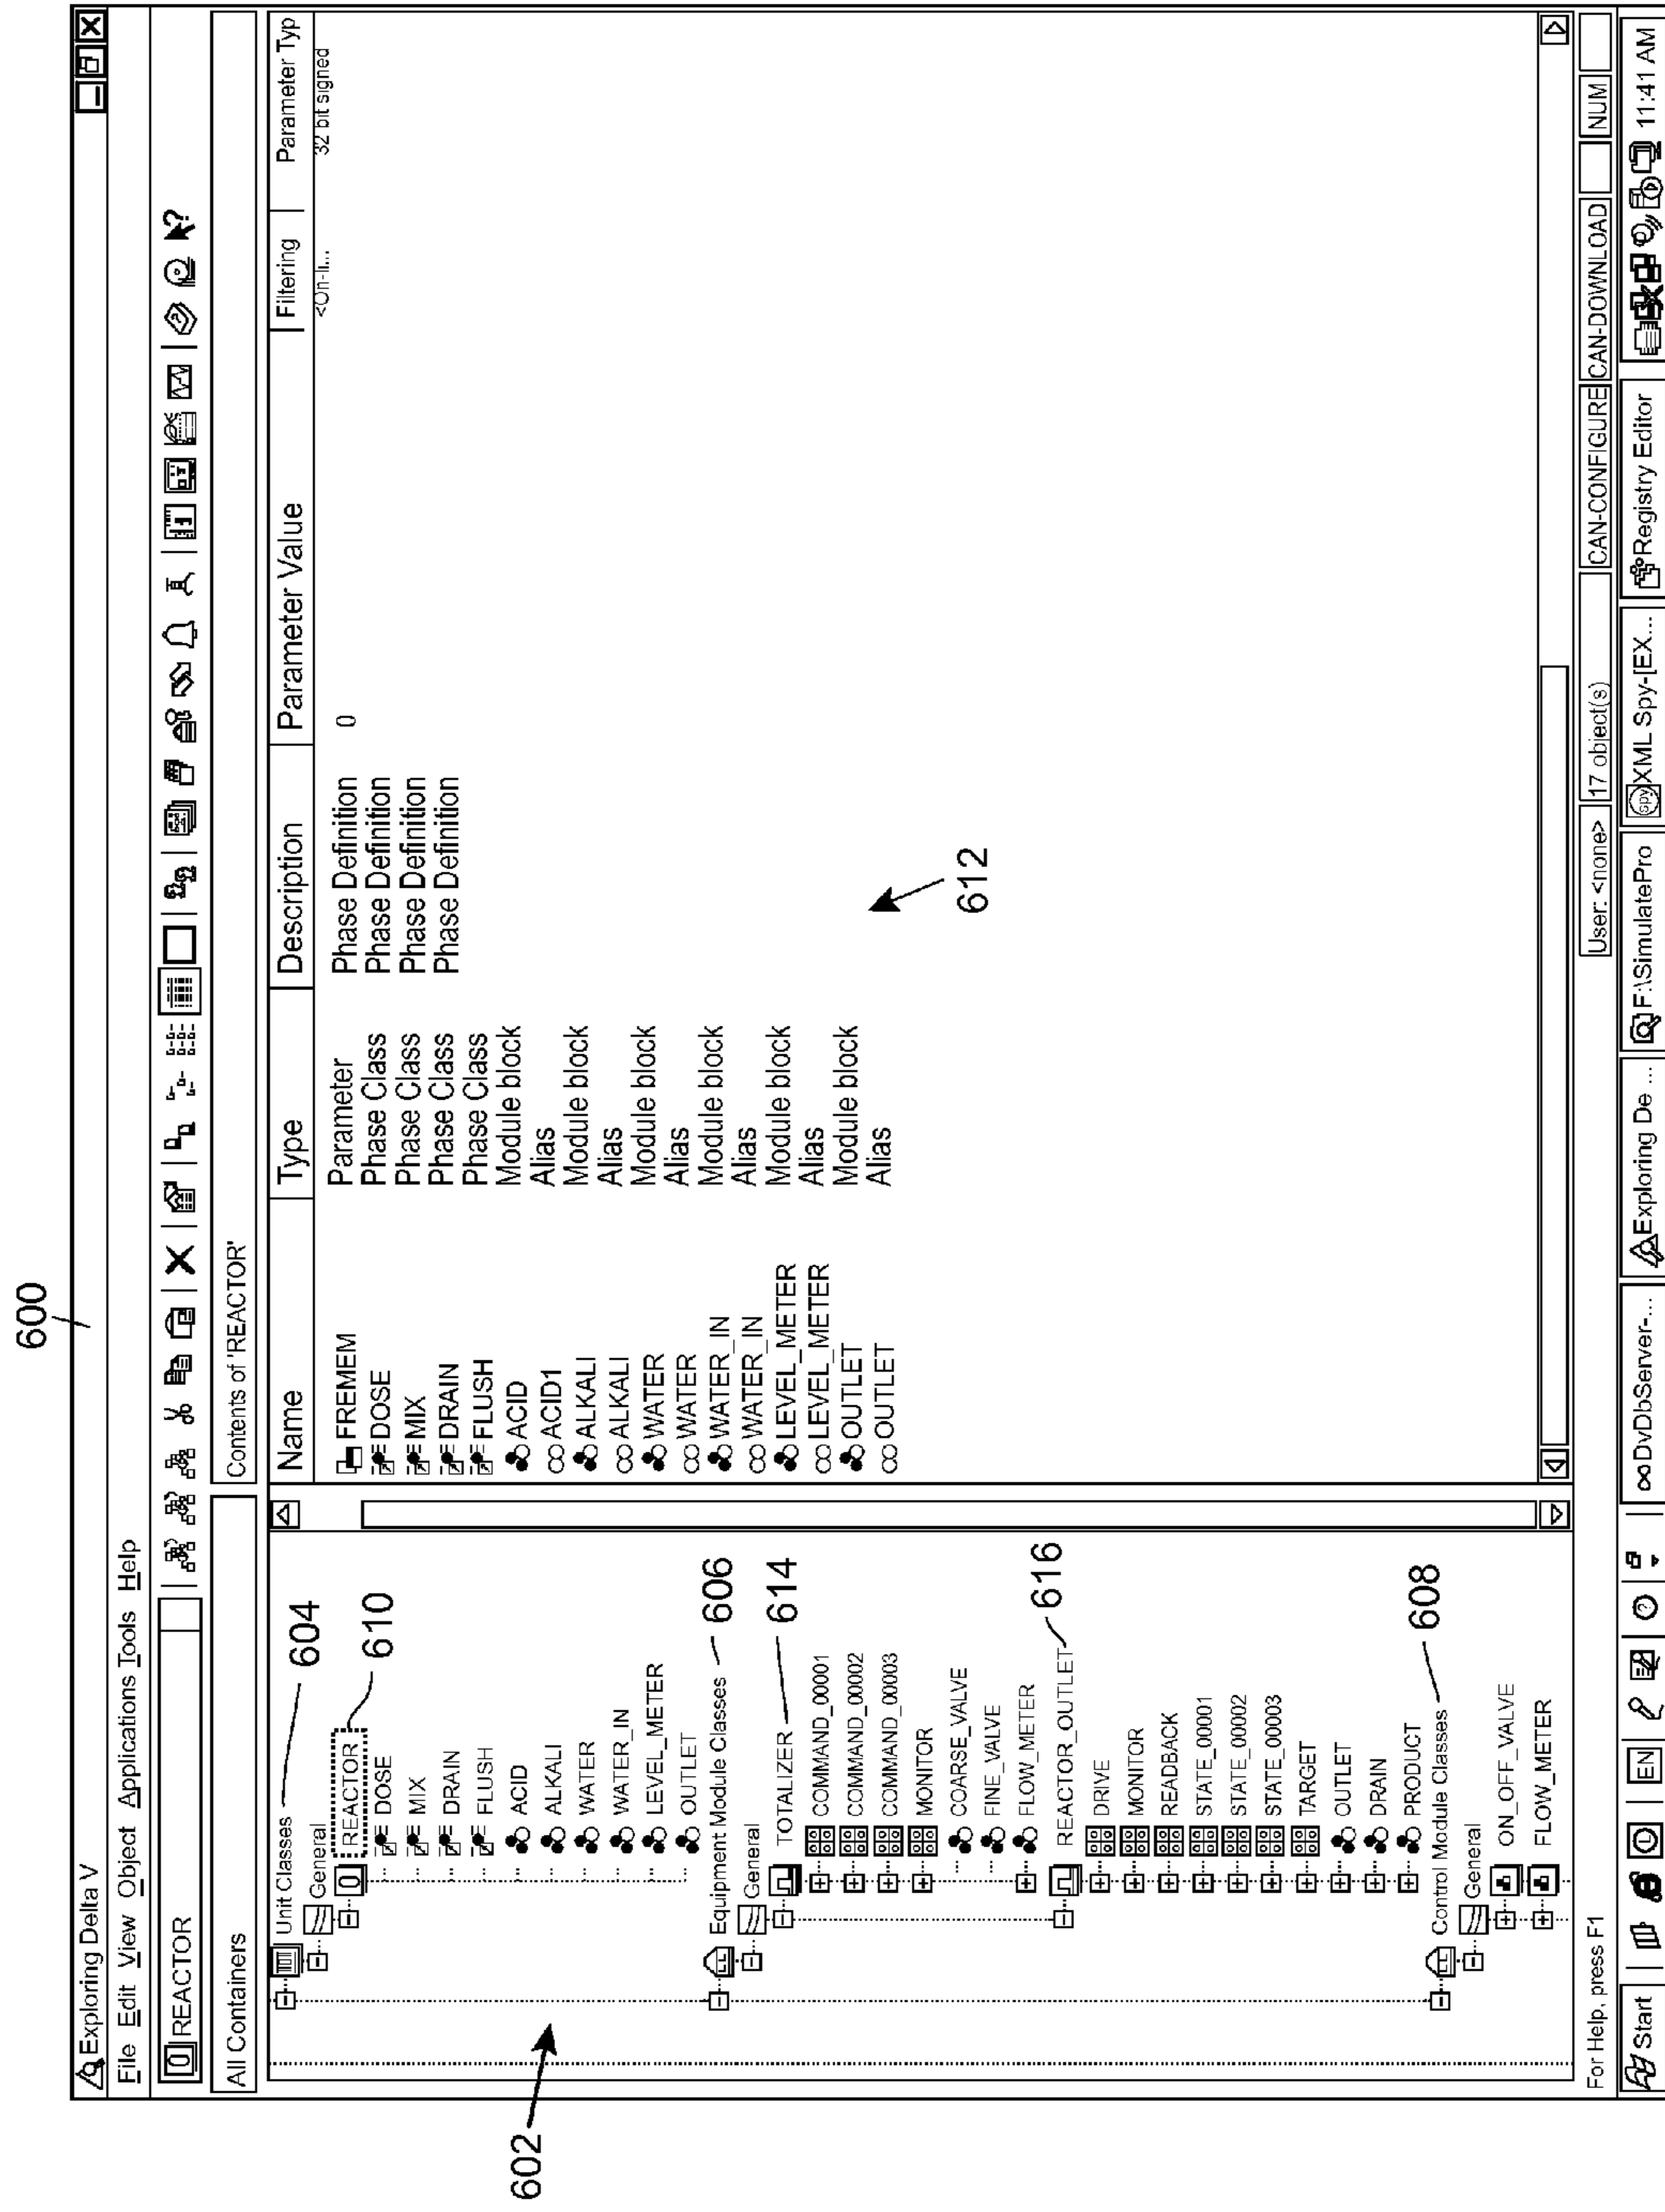 600
Exploring Delta V
File Edit View Object Applications Tools Help
REACTOR
All Containers
Contents of 'REACTOR'
602
Unit Classes
604
General
REACTOR
610
DOSE
MIX
DRAIN
FLUSH
ACID
ALKALI
WATER
WATER_IN
LEVEL_METER
OUTLET
Equipment Module Classes
606
General
TOTALIZER
614
COMMAND_00001
COMMAND_00002
COMMAND_00003
MONITOR
COARSE_VALVE
FINE_VALVE
FLOW_METER
REACTOR_OUTLET
616
DRIVE
MONITOR
READBACK
STATE_00001
STATE_00002
STATE_00003
TARGET
OUTLET
DRAIN
PRODUCT
Control Module Classes
608
General
ON_OFF_VALVE
FLOW_METER
Name Type Description Parameter Value Filtering Parameter Typ
FREMEM Parameter Phase Definition 0 <On-li... 32 bit signed
DOSE Phase Class Phase Definition
MIX Phase Class Phase Definition
DRAIN Phase Class Phase Definition
FLUSH Phase Class
ACID Module block
ACID1 Alias
ALKALI Module block
ALKALI Alias
WATER Module block
WATER Alias
WATER_IN Module block
WATER_IN Alias
LEVEL_METER Module block
LEVEL_METER Alias
OUTLET Module block
OUTLET Alias
612
For Help, press F1
User: <none> 17 object(s) CAN-CONFIGURE CAN-DOWNLOAD NUM
Start EN DvDbServer-... Exploring De ... F:\SimulatePro XML Spy-[EX... Registry Editor 11:41 AM